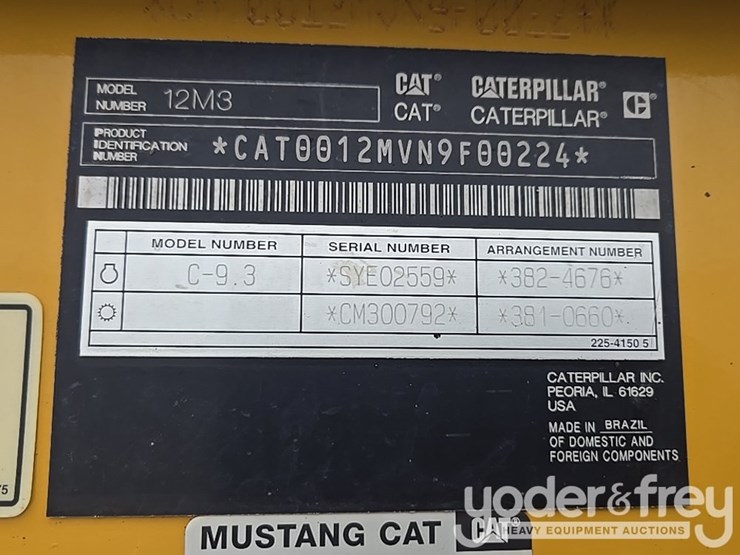 MODEL NUMBER 12M3
CAT® CATERPILLAR®
CAT® CATERPILLAR®
PRODUCT IDENTIFICATION NUMBER *CAT0012MVN9F00224*
MODEL NUMBER SERIAL NUMBER ARRANGEMENT NUMBER
C-9.3 *SYE02559* *382-4676*
*CM300792* *381-0660*
225-4150 5
CATERPILLAR INC.
PEORIA, IL 61629
USA
MADE IN BRAZIL
OF DOMESTIC AND
FOREIGN COMPONENTS
75
MUSTANG CAT CAT®
yoder&frey
HEAVY EQUIPMENT AUCTIONS